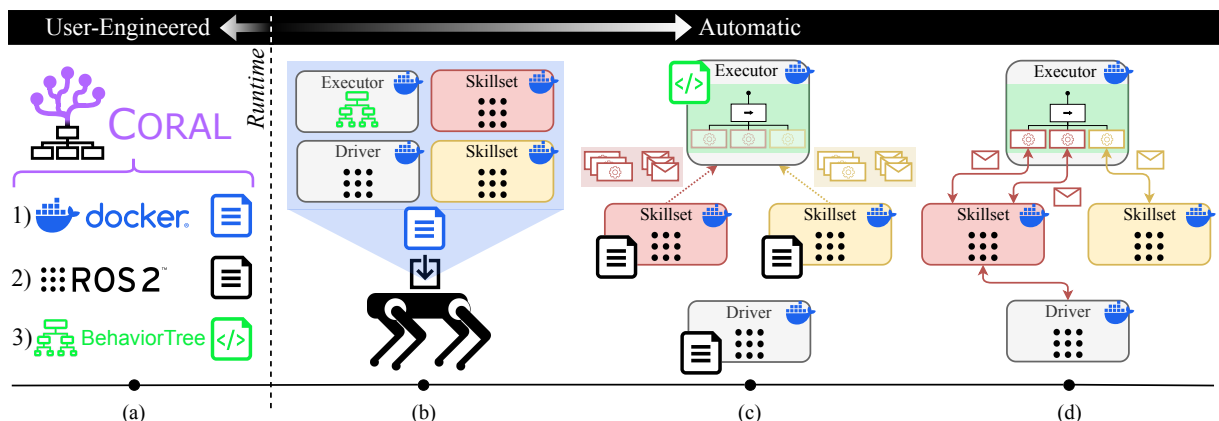 User-Engineered
Automatic
Runtime
CORAL
1) docker®
2) ROS 2™
3) BehaviorTree </>
Executor
Skillset
Driver
Skillset
</>
Executor
Skillset
Skillset
Driver
Executor
Skillset
Skillset
Driver
(a)
(b)
(c)
(d)